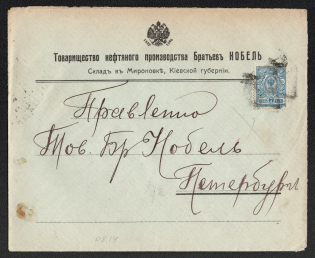 Товарищество нефтяного производства Братьевъ НОБЕЛЬ
Складъ въ Мироновкѣ, Кіевской губерніи.
Правленію
Тов. Бр Нобель
Петербургъ